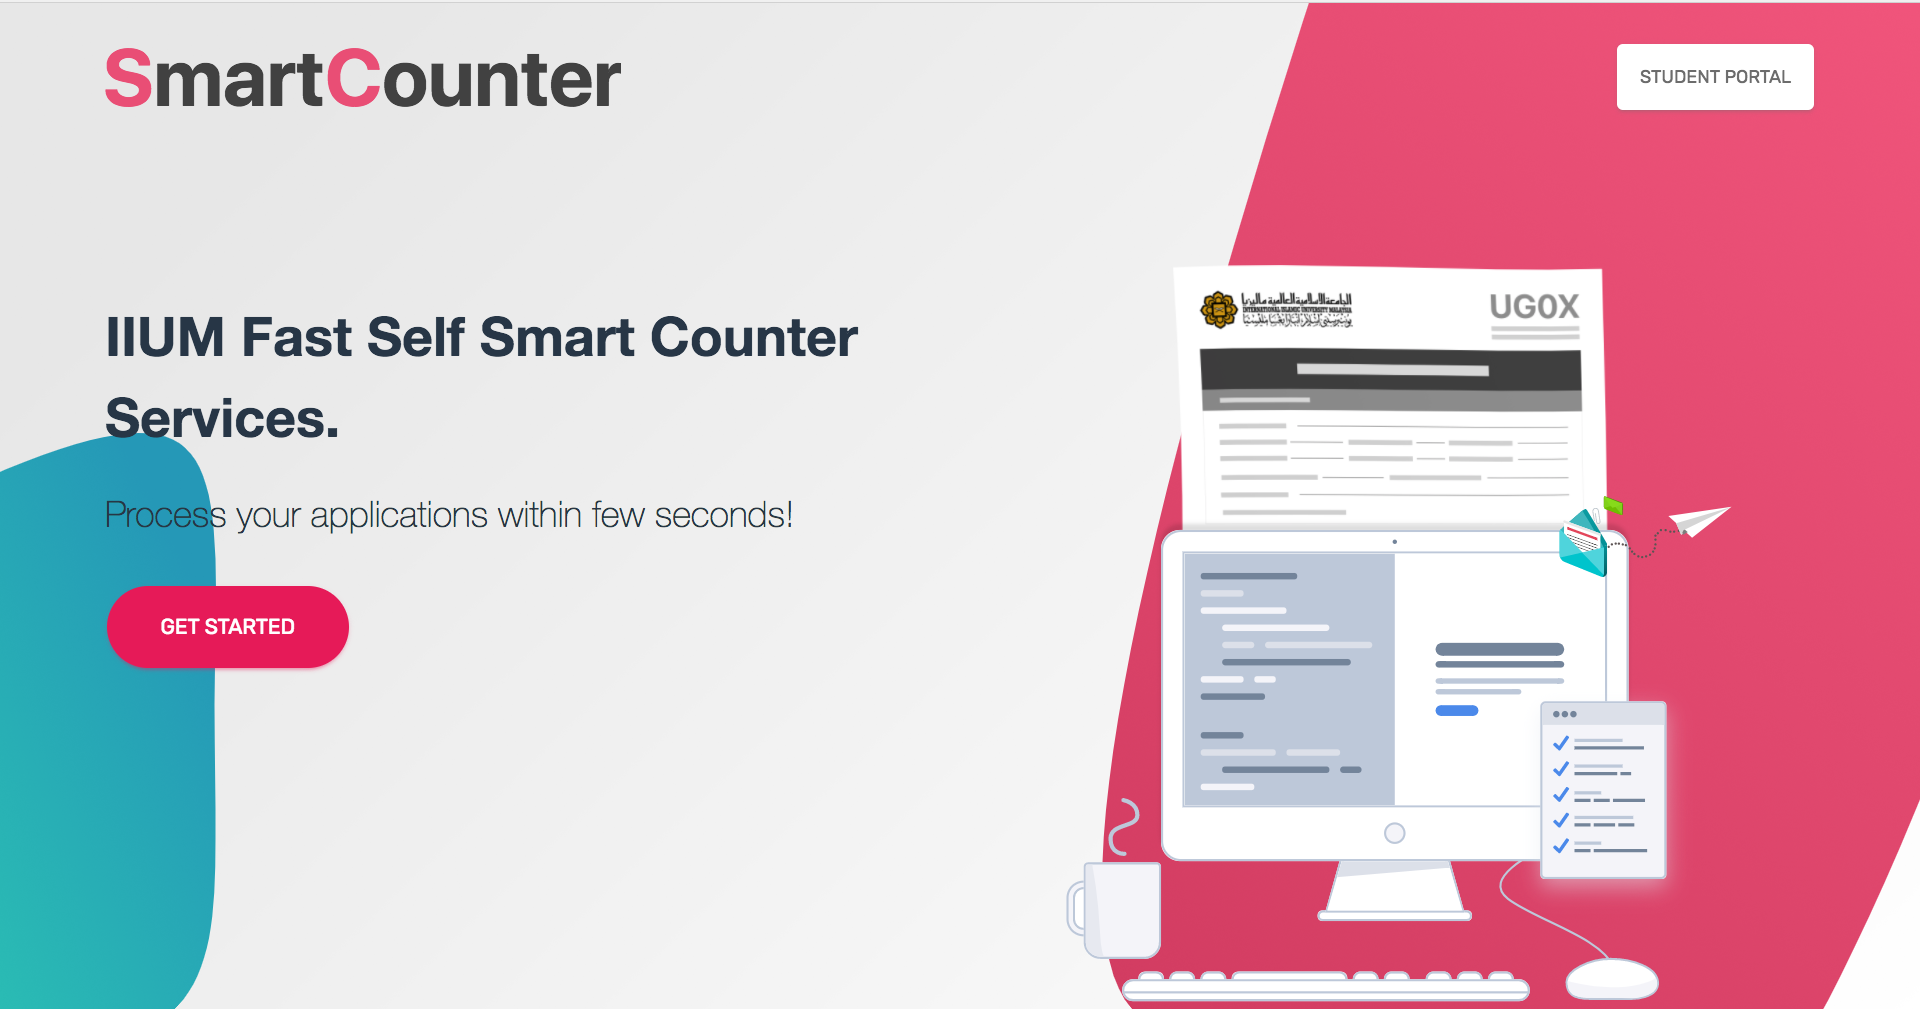 SmartCounter
STUDENT PORTAL
IIUM Fast Self Smart Counter
Services.
Process your applications within few seconds!
GET STARTED
الجامعة الإسلامية العالمية ماليزيا
INTERNATIONAL ISLAMIC UNIVERSITY MALAYSIA
UG0X